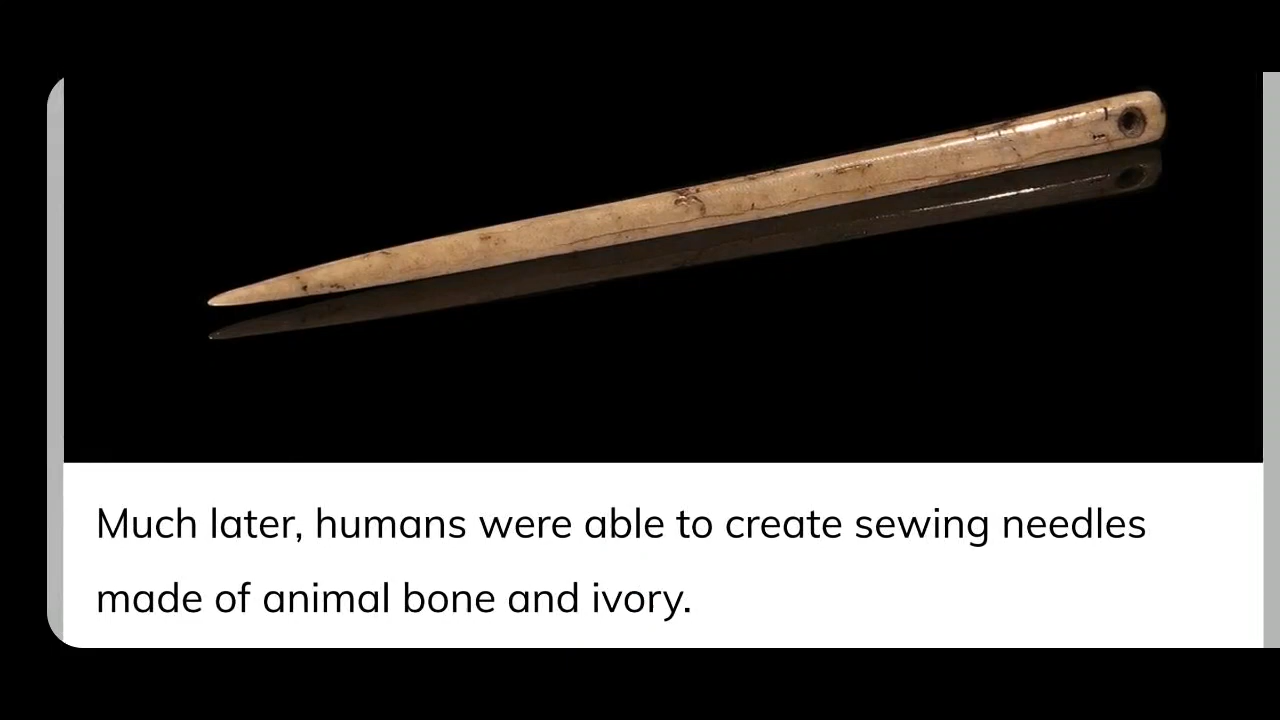 Much later, humans were able to create sewing needles
made of animal bone and ivory.